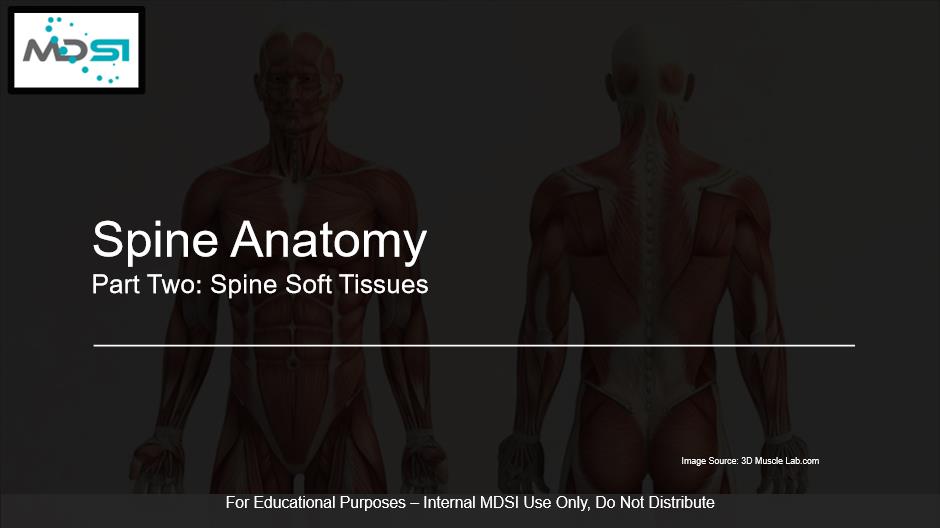 MDSI
Spine Anatomy
Part Two: Spine Soft Tissues
Image Source: 3D Muscle Lab.com
For Educational Purposes – Internal MDSI Use Only, Do Not Distribute